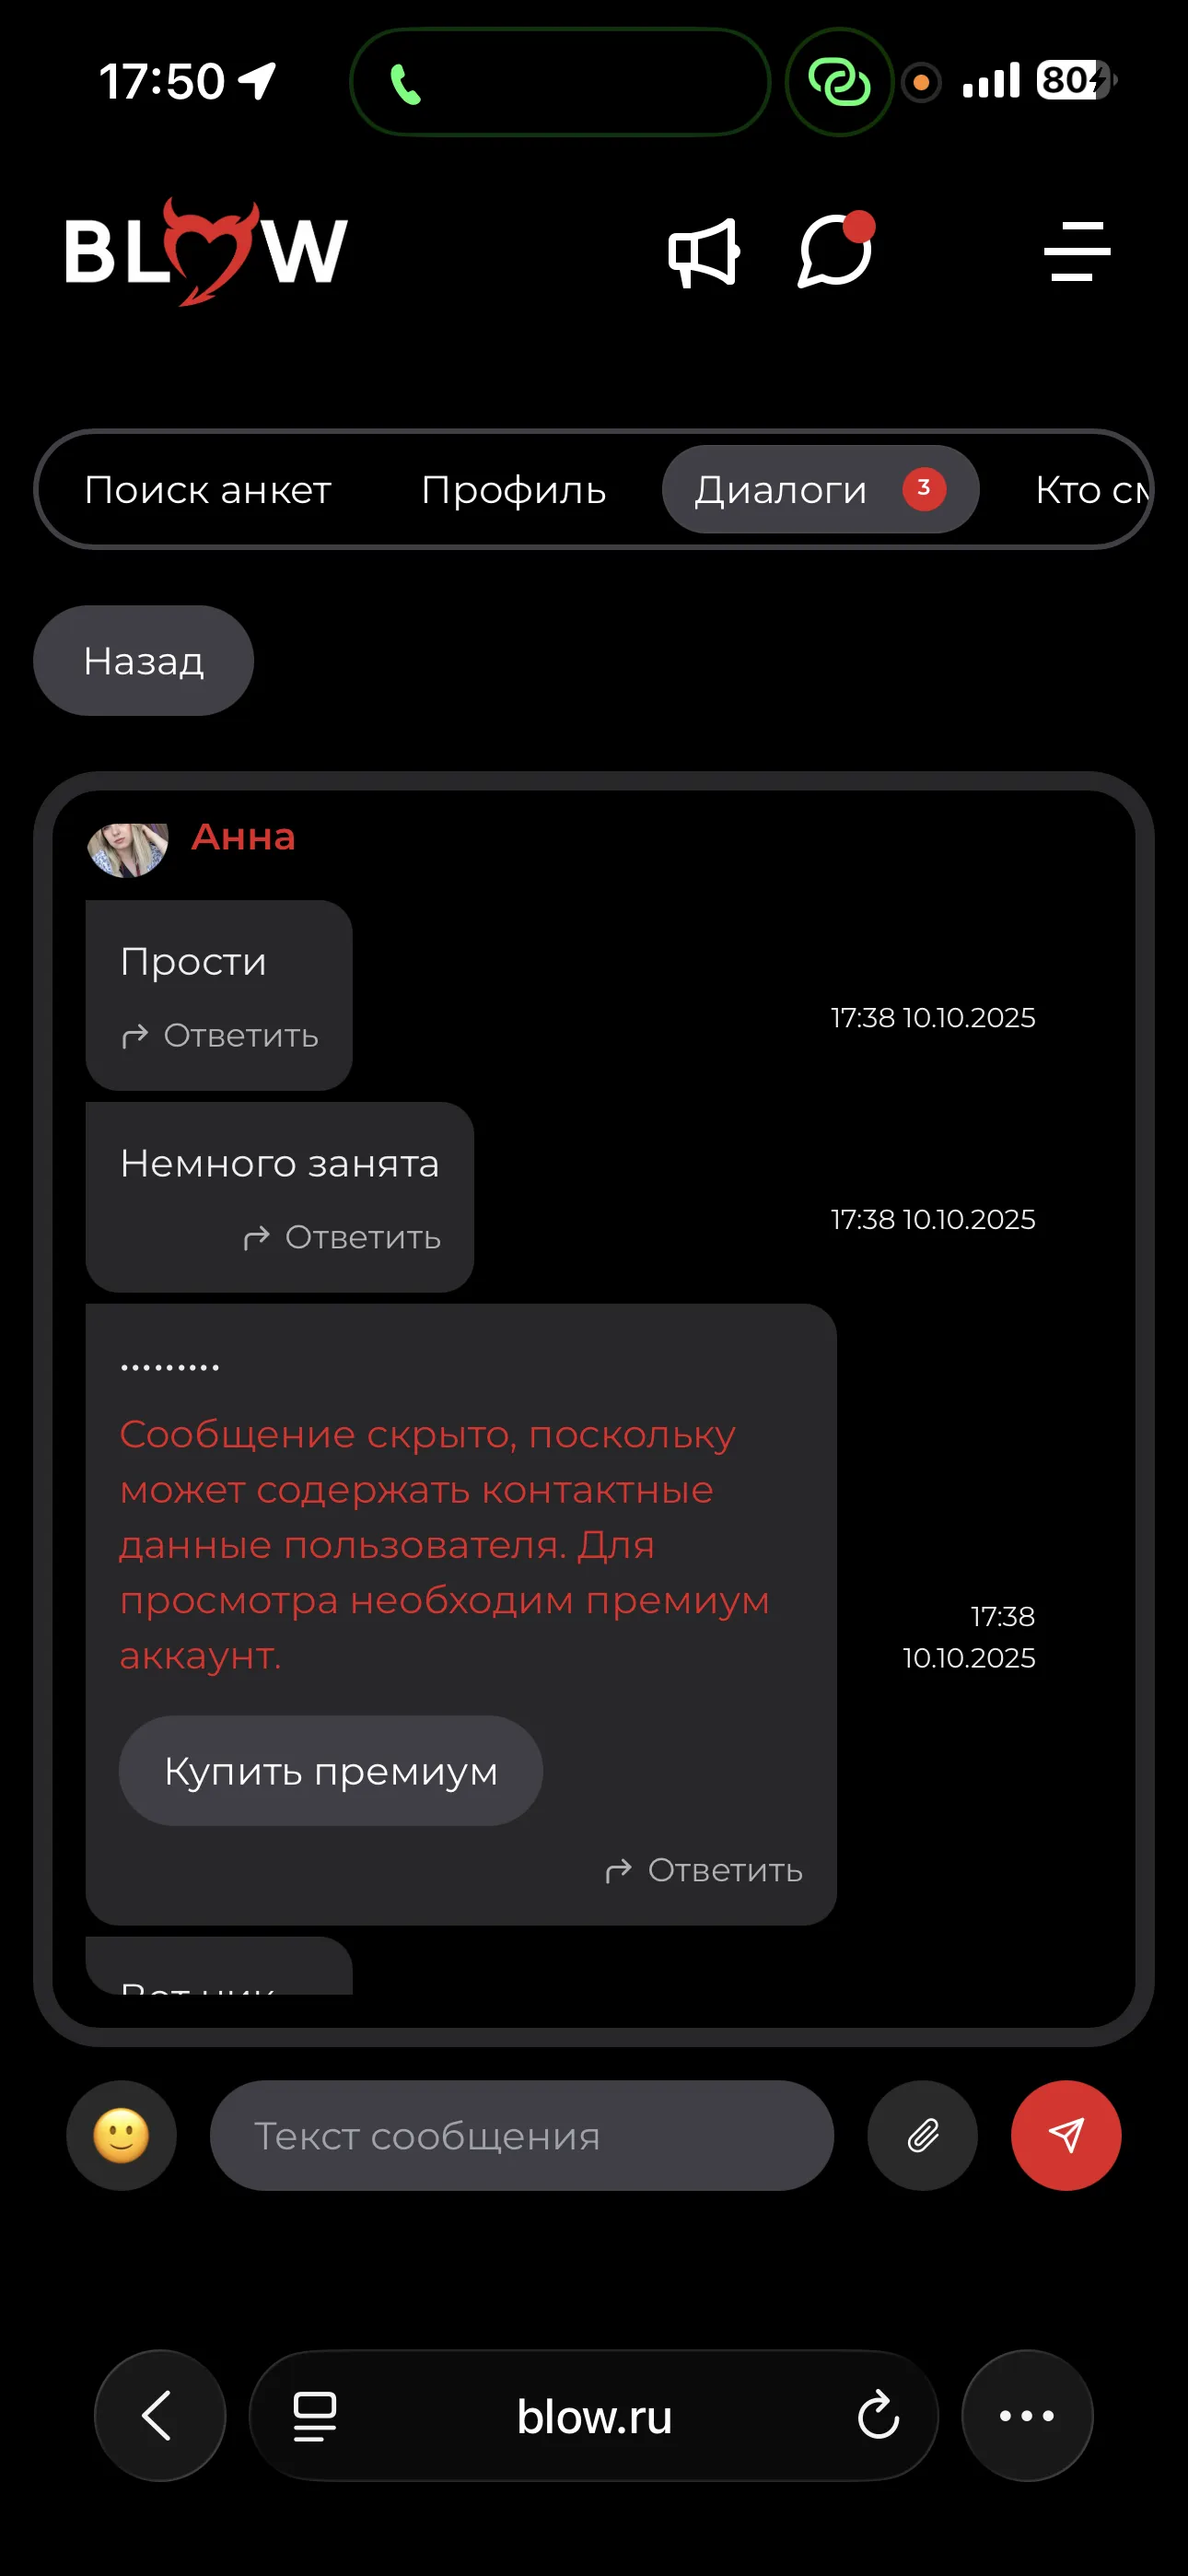 17:50
80
BLOW
Поиск анкет Профиль Диалоги 3 Кто
Назад
Анна
Прости
Ответить
17:38 10.10.2025
Немного занята
Ответить
17:38 10.10.2025
.........
Сообщение скрыто, поскольку
может содержать контактные
данные пользователя. Для
просмотра необходим премиум
аккаунт.
17:38
10.10.2025
Купить премиум
Ответить
Вот ник
Текст сообщения
blow.ru